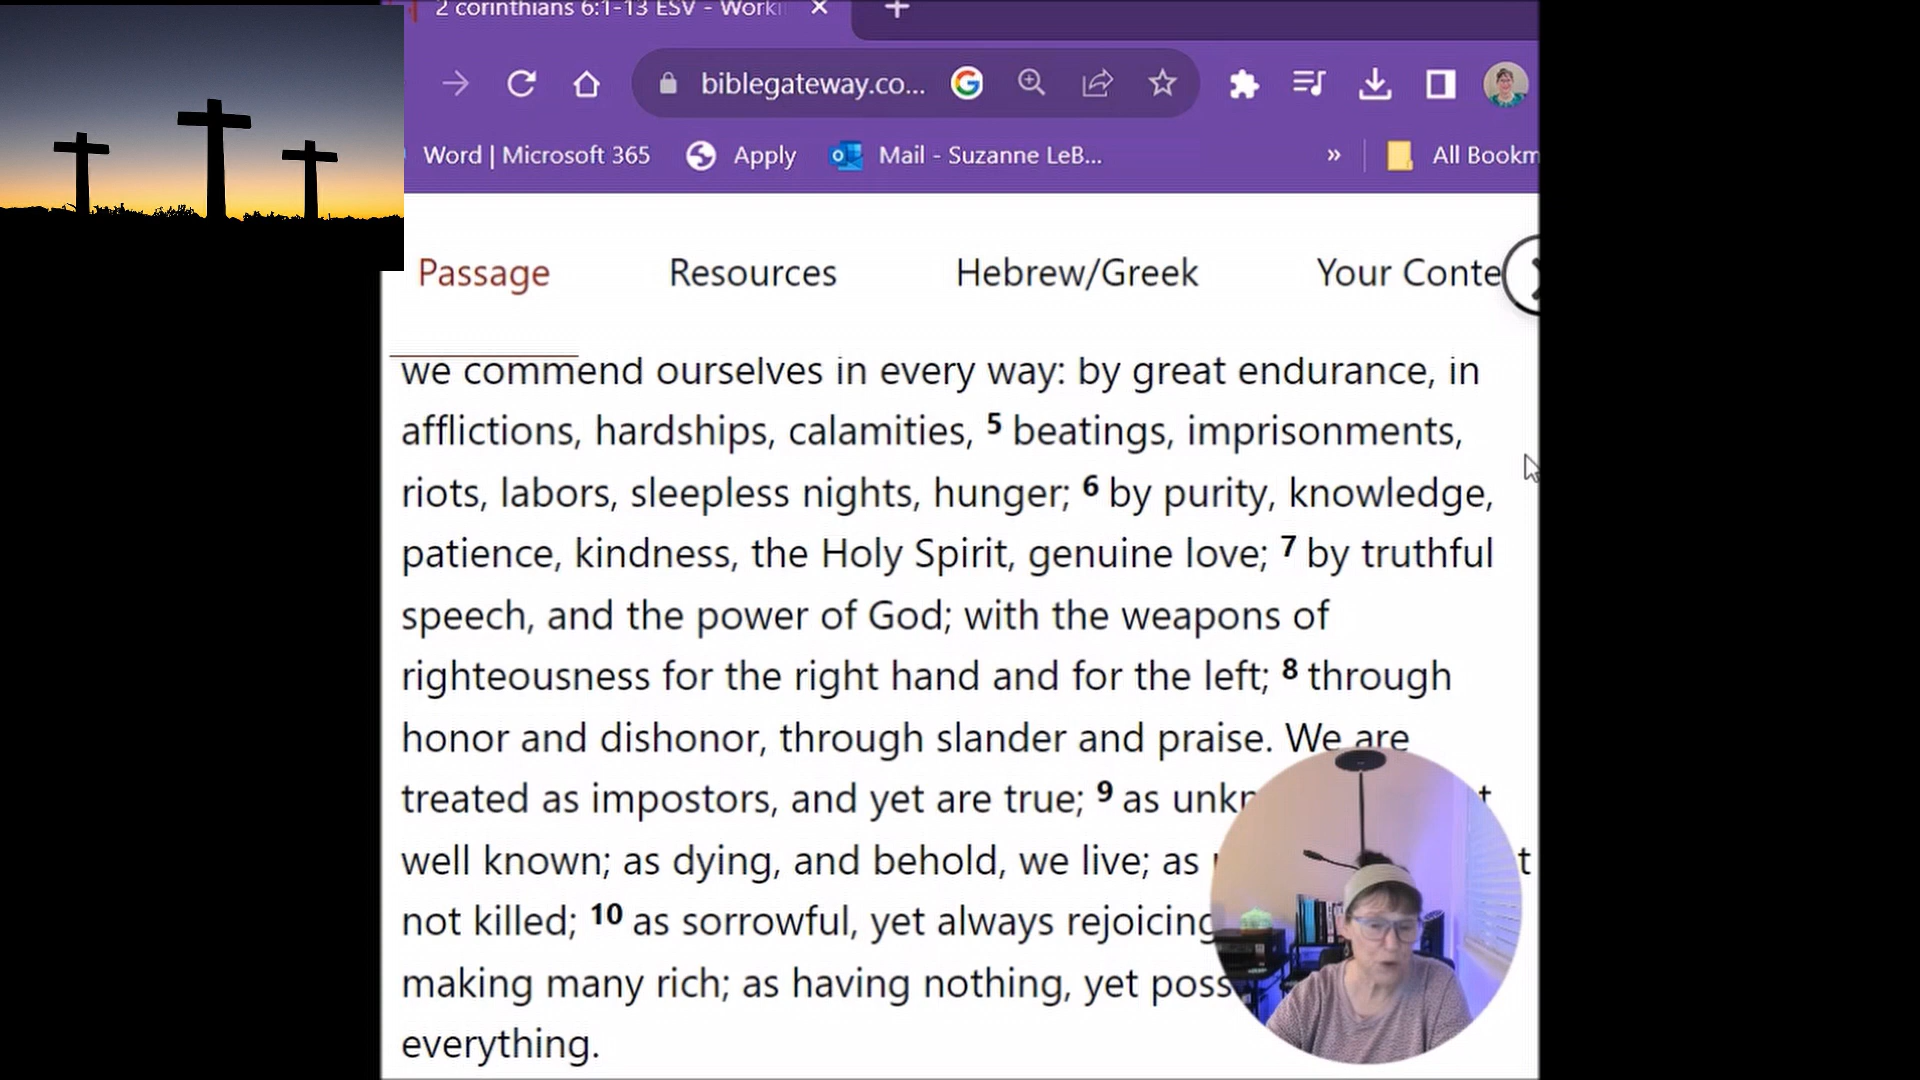 2 corinthians 6:1-13 ESV - Worki
biblegateway.co...
Word | Microsoft 365
Apply
Mail - Suzanne LeB...
»
All Bookm
Passage
Resources
Hebrew/Greek
Your Conte
we commend ourselves in every way: by great endurance, in
afflictions, hardships, calamities, 5 beatings, imprisonments,
riots, labors, sleepless nights, hunger; 6 by purity, knowledge,
patience, kindness, the Holy Spirit, genuine love; 7 by truthful
speech, and the power of God; with the weapons of
righteousness for the right hand and for the left; 8 through
honor and dishonor, through slander and praise. We are
treated as impostors, and yet are true; 9 as unkn
well known; as dying, and behold, we live; as
not killed; 10 as sorrowful, yet always rejoicing
making many rich; as having nothing, yet poss
everything.